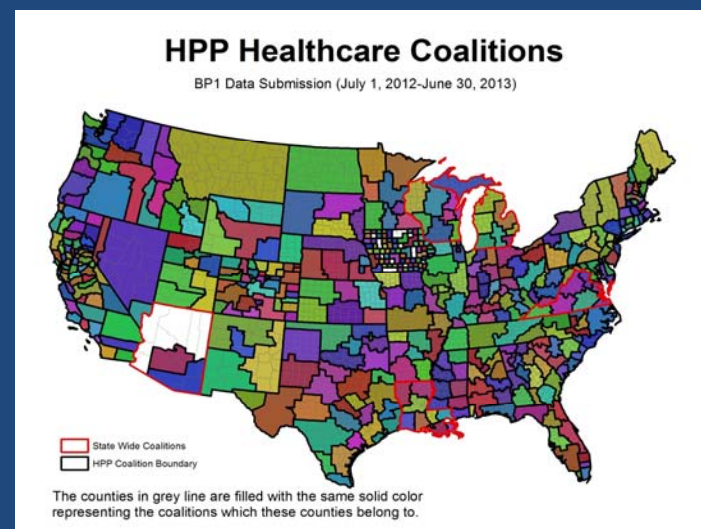 HPP Healthcare Coalitions
BP1 Data Submission (July 1, 2012-June 30, 2013)
State Wide Coalitions
HPP Coalition Boundary
The counties in grey line are filled with the same solid color
representing the coalitions which these counties belong to.